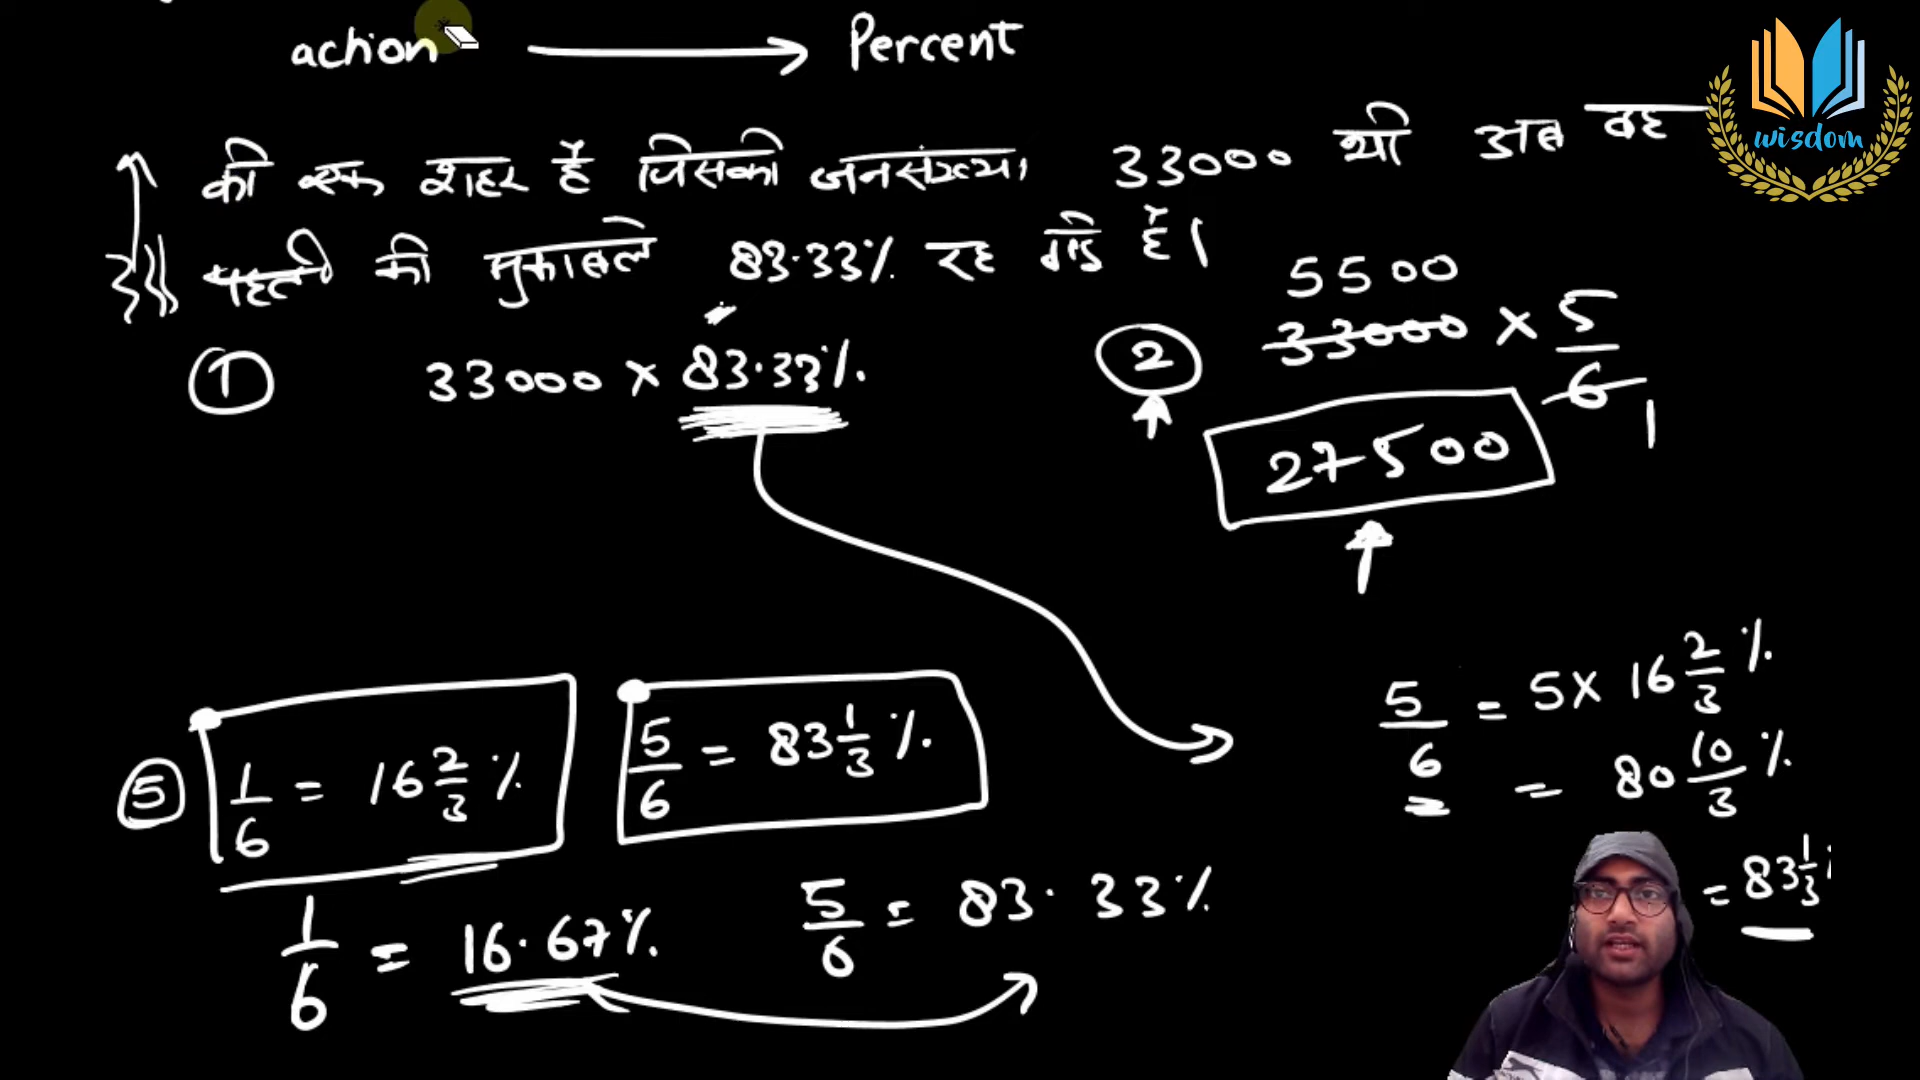 action → Percent
wisdom
की एक शहर है जिसकी जनसंख्या 33000 थी अब वह
पहली की मुकाबले 83.33% रह गई है।
① 33000 × 83.33%
5500
② 33000 × 5/6
1
27500
5/6 = 5 × 16 2/3 %
= 80 10/3 %
= 83 1/3
⑤ 1/6 = 16 2/3 %
5/6 = 83 1/3 %
1/6 = 16.67%
5/6 = 83.33%